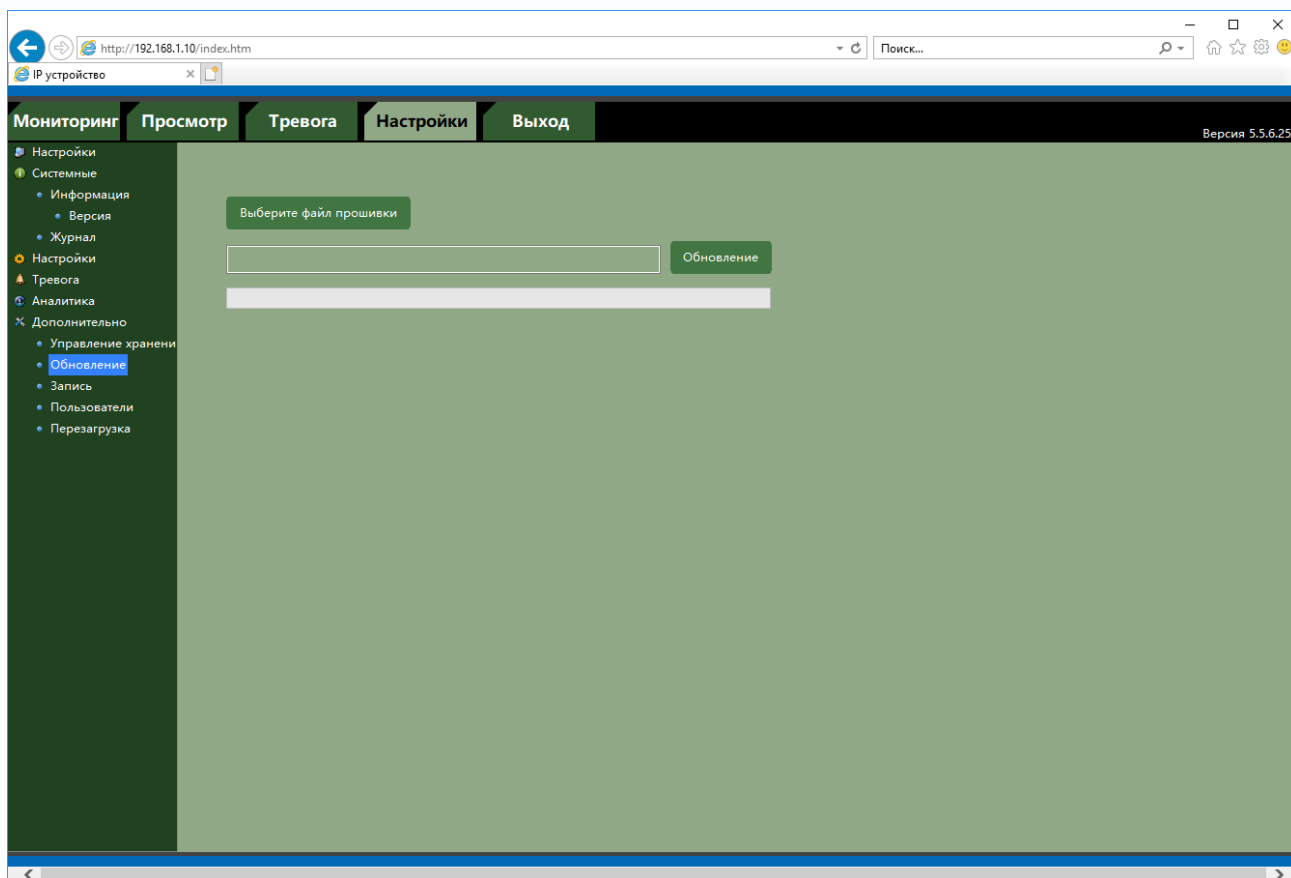 http://192.168.1.10/index.htm
Поиск...
IP устройство
Мониторинг Просмотр Тревога Настройки Выход
Версия 5.5.6.25
Настройки
Системные
Информация
Версия
Журнал
Настройки
Тревога
Аналитика
Дополнительно
Управление хранени
Обновление
Запись
Пользователи
Перезагрузка
Выберите файл прошивки
Обновление